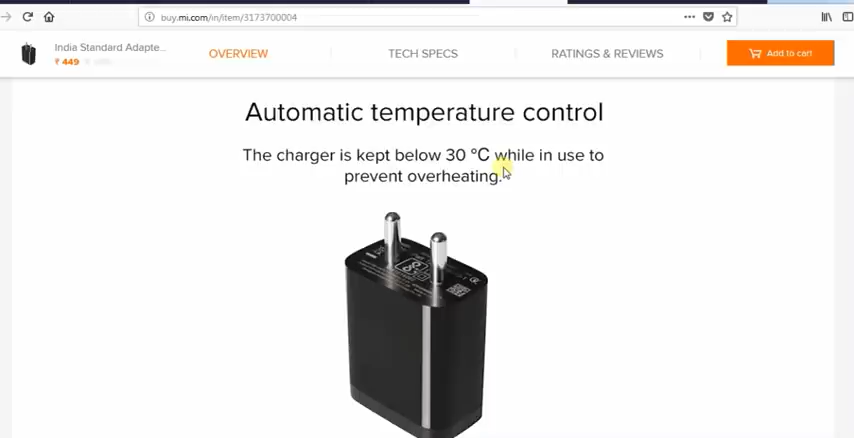 buy.mi.com/in/item/3173700004
India Standard Adapte...
₹ 449
OVERVIEW
TECH SPECS
RATINGS & REVIEWS
Add to cart
Automatic temperature control
The charger is kept below 30 °C while in use to
prevent overheating.